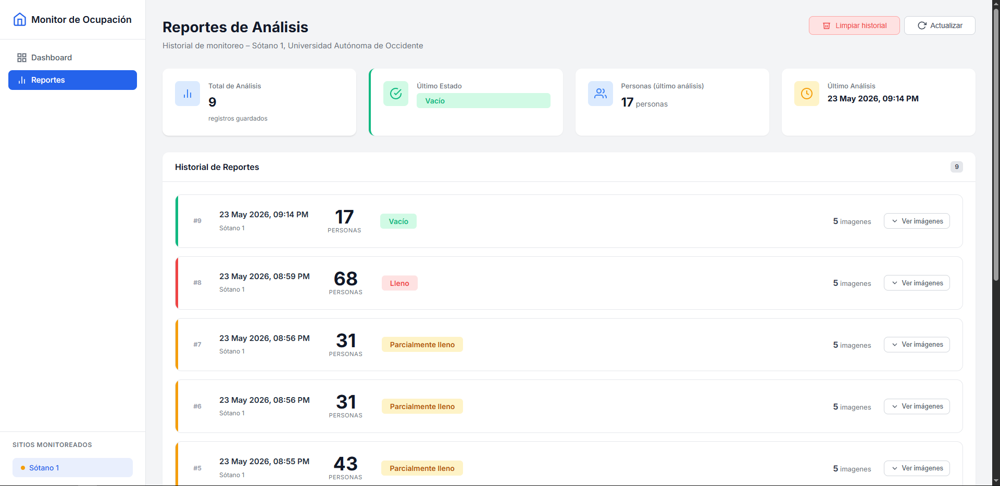 Monitor de Ocupación
Dashboard
Reportes
SITIOS MONITOREADOS
Sótano 1
Reportes de Análisis
Historial de monitoreo – Sótano 1, Universidad Autónoma de Occidente
Limpiar historial
Actualizar
Total de Análisis
9
registros guardados
Último Estado
Vacío
Personas (último análisis)
17 personas
Último Análisis
23 May 2026, 09:14 PM
Historial de Reportes
9
#9
23 May 2026, 09:14 PM
Sótano 1
17
PERSONAS
Vacío
5 imagenes
Ver imágenes
#8
23 May 2026, 08:59 PM
Sótano 1
68
PERSONAS
Lleno
5 imagenes
Ver imágenes
#7
23 May 2026, 08:56 PM
Sótano 1
31
PERSONAS
Parcialmente lleno
5 imagenes
Ver imágenes
#6
23 May 2026, 08:56 PM
Sótano 1
31
PERSONAS
Parcialmente lleno
5 imagenes
Ver imágenes
#5
23 May 2026, 08:55 PM
Sótano 1
43
PERSONAS
Parcialmente lleno
5 imagenes
Ver imágenes